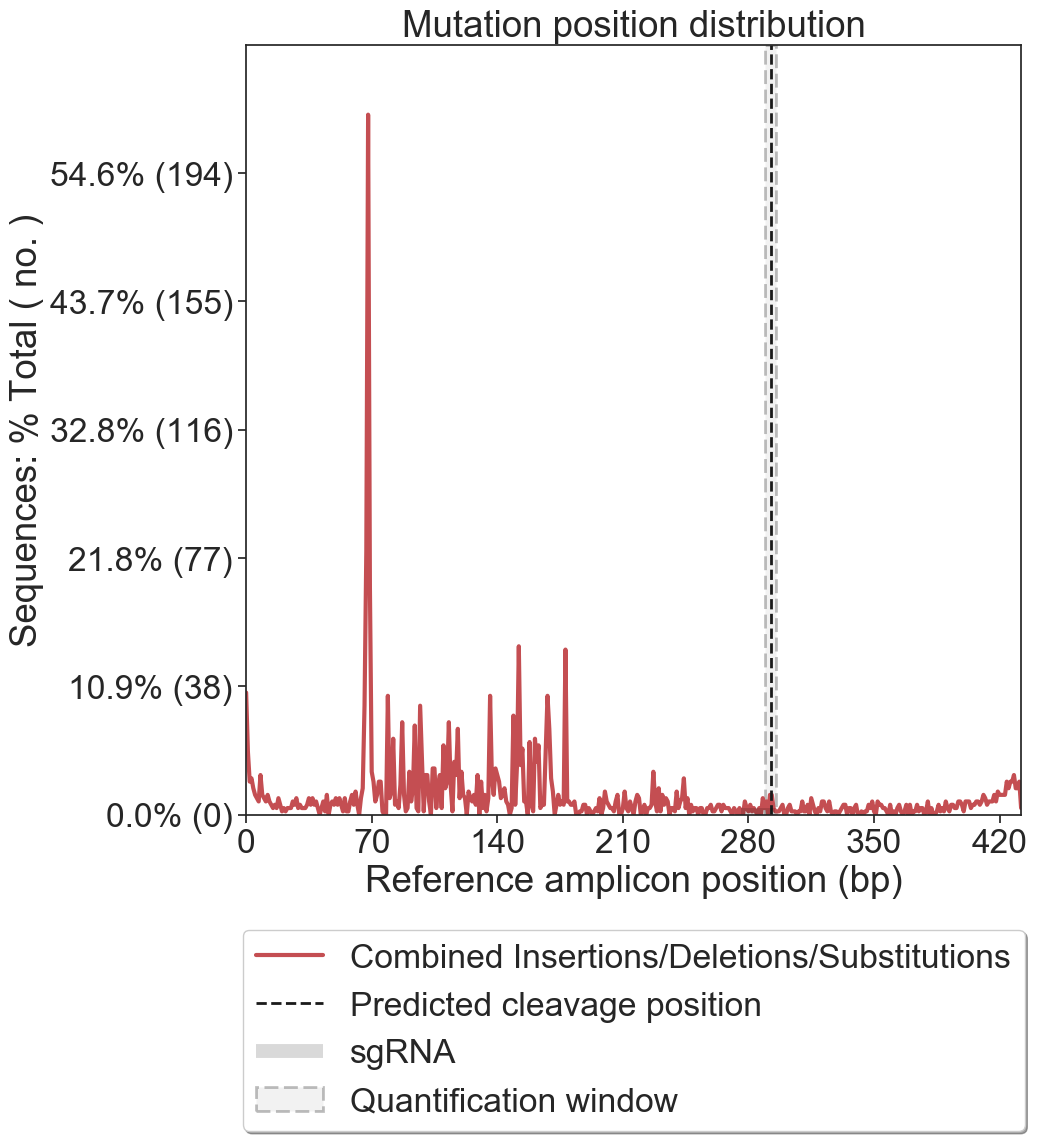 Mutation position distribution
Sequences: % Total ( no. )
54.6% (194)
43.7% (155)
32.8% (116)
21.8% (77)
10.9% (38)
0.0% (0)
0 70 140 210 280 350 420
Reference amplicon position (bp)
Combined Insertions/Deletions/Substitutions
Predicted cleavage position
sgRNA
Quantification window